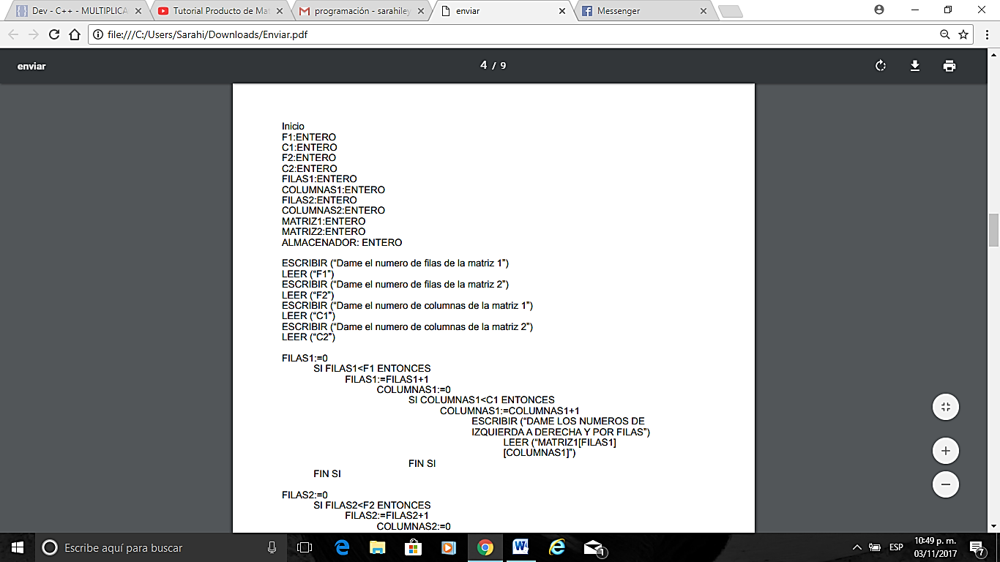 Dev - C++ - MULTIPLICA
Tutorial Producto de Mat
programación - sarahiley
enviar
Messenger
file:///C:/Users/Sarahi/Downloads/Enviar.pdf
enviar
4 / 9
Inicio
F1:ENTERO
C1:ENTERO
F2:ENTERO
C2:ENTERO
FILAS1:ENTERO
COLUMNAS1:ENTERO
FILAS2:ENTERO
COLUMNAS2:ENTERO
MATRIZ1:ENTERO
MATRIZ2:ENTERO
ALMACENADOR: ENTERO
ESCRIBIR (“Dame el numero de filas de la matriz 1”)
LEER (“F1”)
ESCRIBIR (“Dame el numero de filas de la matriz 2”)
LEER (“F2”)
ESCRIBIR (“Dame el numero de columnas de la matriz 1”)
LEER (“C1”)
ESCRIBIR (“Dame el numero de columnas de la matriz 2”)
LEER (“C2”)
FILAS1:=0
SI FILAS1<F1 ENTONCES
FILAS1:=FILAS1+1
COLUMNAS1:=0
SI COLUMNAS1<C1 ENTONCES
COLUMNAS1:=COLUMNAS1+1
ESCRIBIR (“DAME LOS NUMEROS DE
IZQUIERDA A DERECHA Y POR FILAS”)
LEER (“MATRIZ1[FILAS1]
[COLUMNAS1]”)
FIN SI
FIN SI
FILAS2:=0
SI FILAS2<F2 ENTONCES
FILAS2:=FILAS2+1
COLUMNAS2:=0
Escribe aquí para buscar
1
ESP
10:49 p. m.
03/11/2017
7